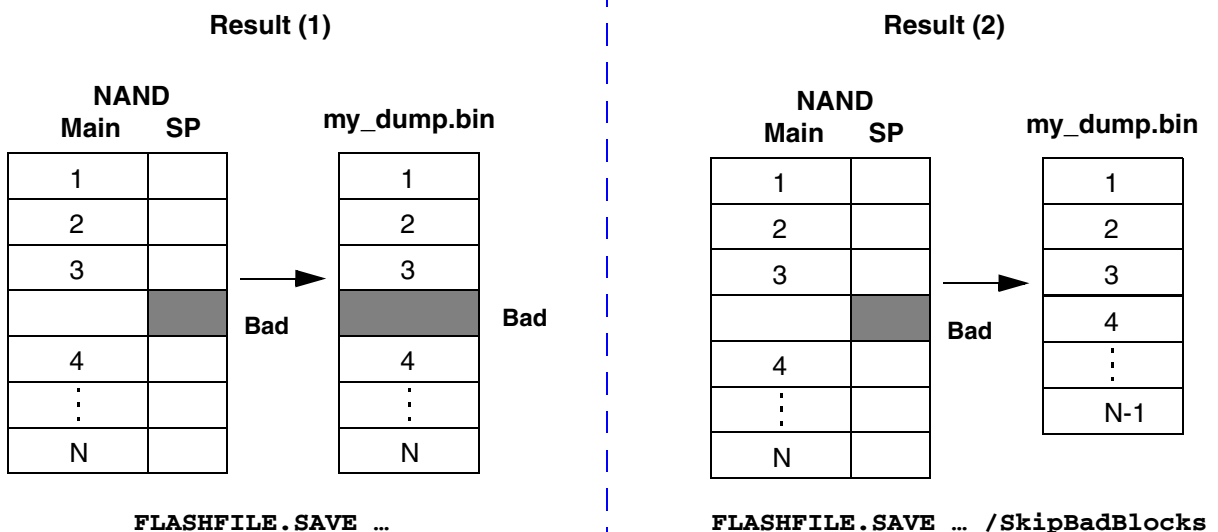 Result (1)
NAND
Main SP
my_dump.bin
1 1
2 2
3 3
Bad Bad
4 4
N N
FLASHFILE.SAVE …
Result (2)
NAND
Main SP
my_dump.bin
1 1
2 2
3 3
Bad 4
4
N-1
N
FLASHFILE.SAVE … /SkipBadBlocks